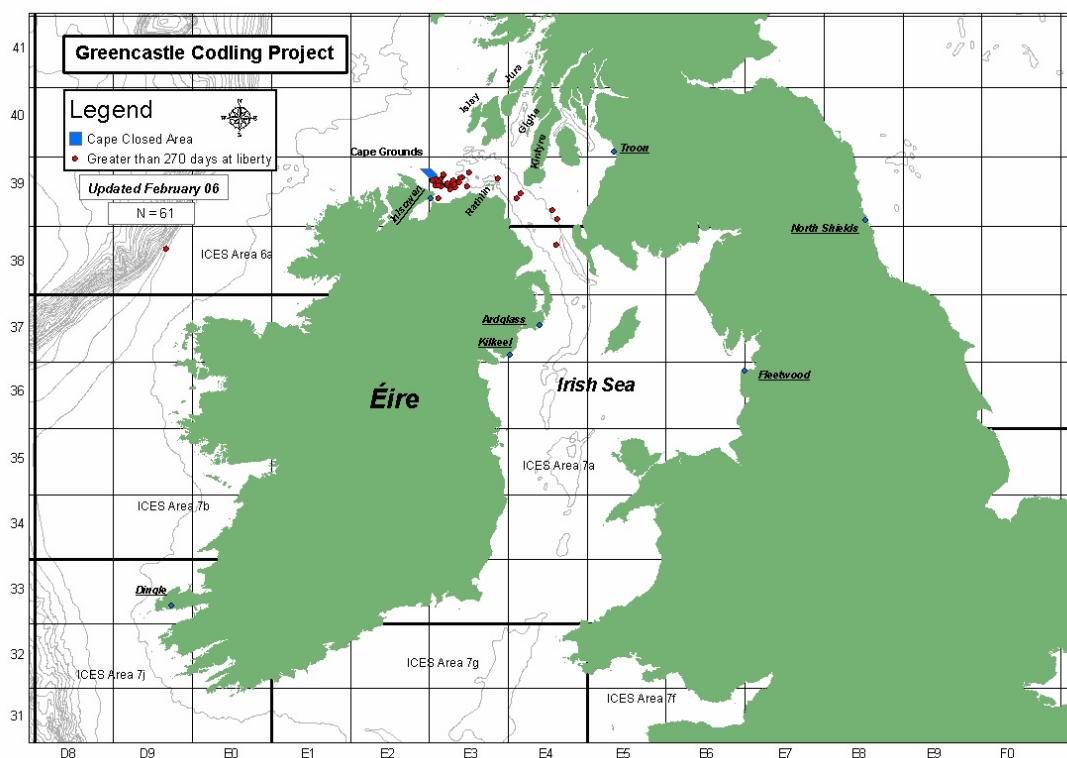 Greencastle Codling Project
Legend
N
W E
S
Cape Closed Area
Greater than 270 days at liberty
Updated February 06
N = 61
41
40
39
38
37
36
35
34
33
32
31
Jura
Islay
Gigha
Kintyre
Cape Grounds
Troon
Inisowen
Rathlin
North Shields
ICES Area 6a
Ardglass
Kilkeel
Irish Sea
Fleetwood
Éire
ICES Area 7a
ICES Area 7b
Dingle
ICES Area 7j
ICES Area 7g
ICES Area 7f
D8 D9 E0 E1 E2 E3 E4 E5 E6 E7 E8 E9 F0